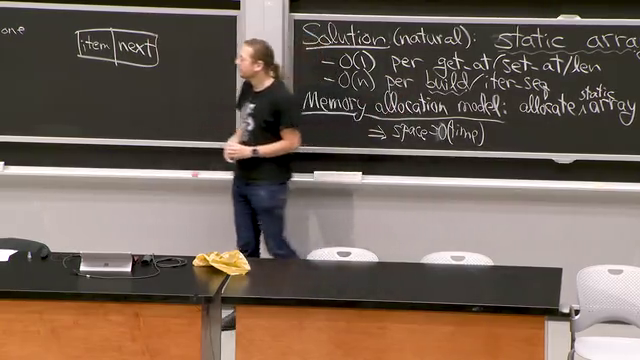 one
item next
Solution (natural): static array
- O(1) per get_at/set_at/len
- O(n) per build/iter_seq
Memory allocation model: allocate static array
⇒ space = O(time)